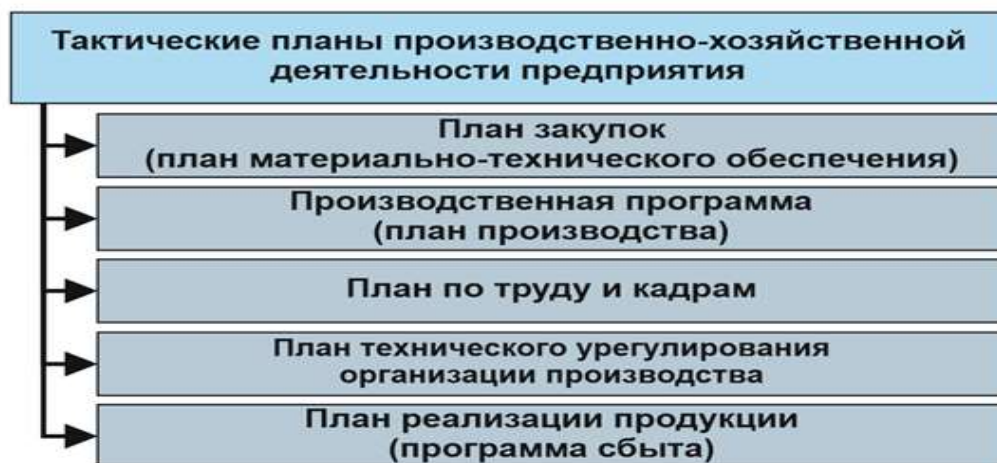 Тактические планы производственно-хозяйственной
деятельности предприятия
План закупок
(план материально-технического обеспечения)
Производственная программа
(план производства)
План по труду и кадрам
План технического урегулирования
организации производства
План реализации продукции
(программа сбыта)